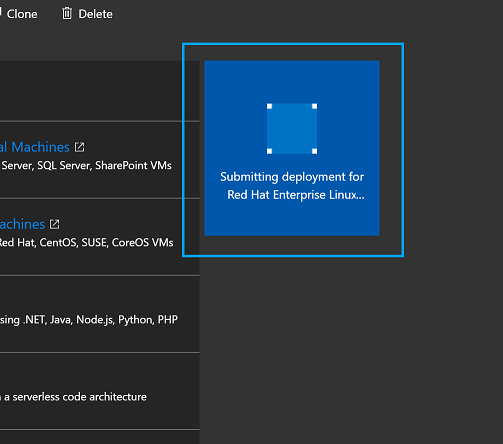 Clone
Delete
al Machines
Server, SQL Server, SharePoint VMs
achines
Red Hat, CentOS, SUSE, CoreOS VMs
sing .NET, Java, Node.js, Python, PHP
a serverless code architecture
Submitting deployment for
Red Hat Enterprise Linux...